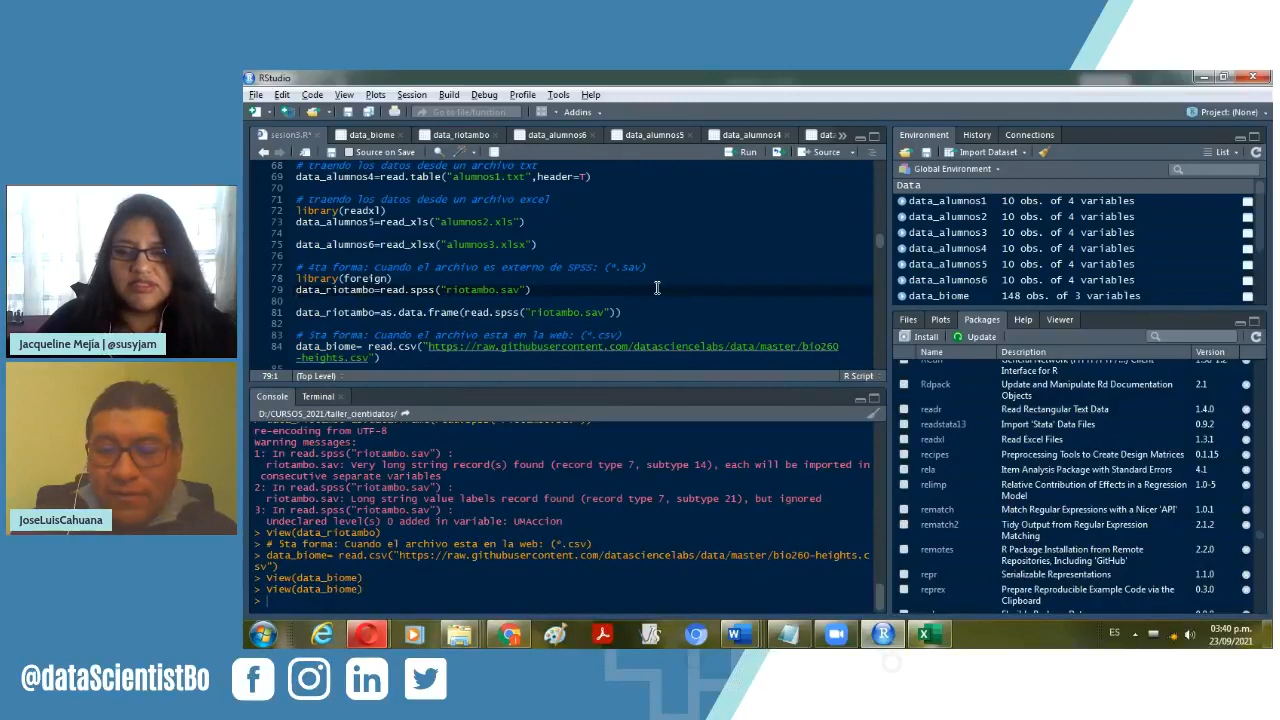 RStudio
File Edit Code View Plots Session Build Debug Profile Tools Help
Go to file/function Addins Project: (None)
sesion3.R* data_biome data_riotambo data_alumnos6 data_alumnos5 data_alumnos4 data
Source on Save Run Source
68 # traendo los datos desde un archivo txt
69 data_alumnos4=read.table("alumnos1.txt",header=T)
70
71 # traendo los datos desde un archivo excel
72 library(readxl)
73 data_alumnos5=read_xls("alumnos2.xls")
74
75 data_alumnos6=read_xlsx("alumnos3.xlsx")
76
77 # 4ta forma: Cuando el archivo es externo de SPSS: (*.sav)
78 library(foreign)
79 data_riotambo=read.spss("riotambo.sav")
80
81 data_riotambo=as.data.frame(read.spss("riotambo.sav"))
82
83 # 5ta forma: Cuando el archivo esta en la web: (*.csv)
84 data_biome= read.csv("https://raw.githubusercontent.com/datasciencelabs/data/master/bio260
-heights.csv")
79:1 (Top Level) R Script
Console Terminal
D:/CURSOS_2021/taller_cientidatos/
re-encoding from UTF-8
Warning messages:
1: In read.spss("riotambo.sav") :
riotambo.sav: Very long string record(s) found (record type 7, subtype 14), each will be imported in
consecutive separate variables
2: In read.spss("riotambo.sav") :
riotambo.sav: Long string value labels record found (record type 7, subtype 21), but ignored
3: In read.spss("riotambo.sav") :
Undeclared level(s) 0 added in variable: UMAccion
> View(data_riotambo)
> # 5ta forma: Cuando el archivo esta en la web: (*.csv)
> data_biome= read.csv("https://raw.githubusercontent.com/datasciencelabs/data/master/bio260-heights.c
sv")
> View(data_biome)
> View(data_biome)
>
Environment History Connections
Import Dataset List
Global Environment
Data
data_alumnos1 10 obs. of 4 variables
data_alumnos2 10 obs. of 4 variables
data_alumnos3 10 obs. of 4 variables
data_alumnos4 10 obs. of 4 variables
data_alumnos5 10 obs. of 4 variables
data_alumnos6 10 obs. of 4 variables
data_biome 148 obs. of 3 variables
Files Plots Packages Help Viewer
Install Update
Name Description Version
Interface for R
Rdpack Update and Manipulate Rd Documentation Objects 2.1
readr Read Rectangular Text Data 1.4.0
readstata13 Import 'Stata' Data Files 0.9.2
readxl Read Excel Files 1.3.1
recipes Preprocessing Tools to Create Design Matrices 0.1.15
rela Item Analysis Package with Standard Errors 4.1
relimp Relative Contribution of Effects in a Regression Model 1.0-5
rematch Match Regular Expressions with a Nicer 'API' 1.0.1
rematch2 Tidy Output from Regular Expression Matching 2.1.2
remotes R Package Installation from Remote Repositories, Including 'GitHub' 2.2.0
repr Serializable Representations 1.1.0
reprex Prepare Reproducible Example Code via the Clipboard 0.3.0
Jacqueline Mejía | @susyjam
JoseLuisCahuana
ES 03:40 p.m.
23/09/2021
@dataScientistBo